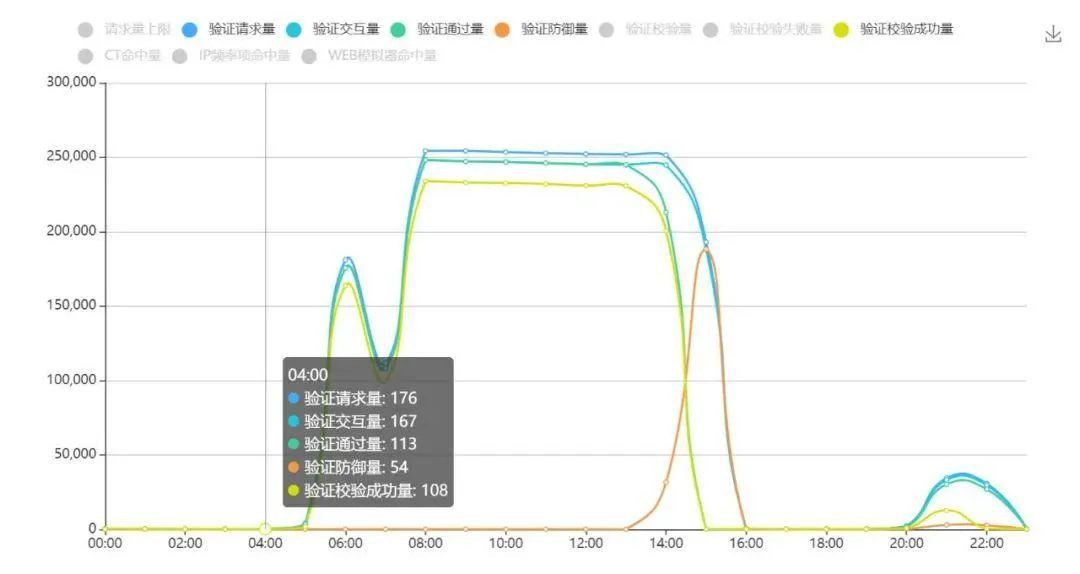 请求量上限 验证请求量 验证交互量 验证通过量 验证防御量 验证校验量 验证校验失败量 验证校验成功量
CT命中量 IP频率项命中量 WEB模拟器命中量
300,000
250,000
200,000
150,000
100,000
50,000
0
04:00
验证请求量: 176
验证交互量: 167
验证通过量: 113
验证防御量: 54
验证校验成功量: 108
00:00 02:00 04:00 06:00 08:00 10:00 12:00 14:00 16:00 18:00 20:00 22:00